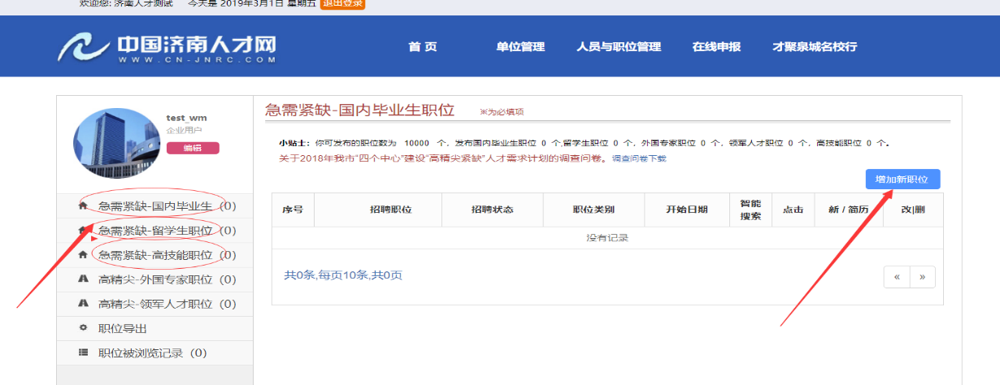 欢迎您: 济南人才测试 今天是 2019年3月1日 星期五 退出登录
中国济南人才网
WWW.CN-JNRC.COM
首 页 单位管理 人员与职位管理 在线申报 才聚泉城名校行
test_wm
企业用户
编辑
急需紧缺-国内毕业生 (0)
急需紧缺-留学生职位 (0)
急需紧缺-高技能职位 (0)
高精尖-外国专家职位 (0)
高精尖-领军人才职位 (0)
职位导出
职位被浏览记录 (0)
急需紧缺-国内毕业生职位 ※为必填项
小贴士：你可发布的职位数为 10000 个，发布国内毕业生职位 0 个,留学生职位 0 个，外国专家职位 0 个，领军人才职位 0 个，高技能职位 0 个。
关于2018年我市“四个中心”建设“高精尖紧缺”人才需求计划的调查问卷。调查问卷下载
增加新职位
序号 招聘职位 招聘状态 职位类别 开始日期 智能搜索 点击 新 / 简历 改|删
没有记录
共0条,每页10条,共0页
« »